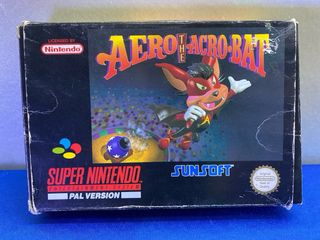 LICENSED BY
Nintendo
AERO THE ACRO-BAT
SUPER NINTENDO
ENTERTAINMENT SYSTEM
PAL VERSION
SUNSOFT